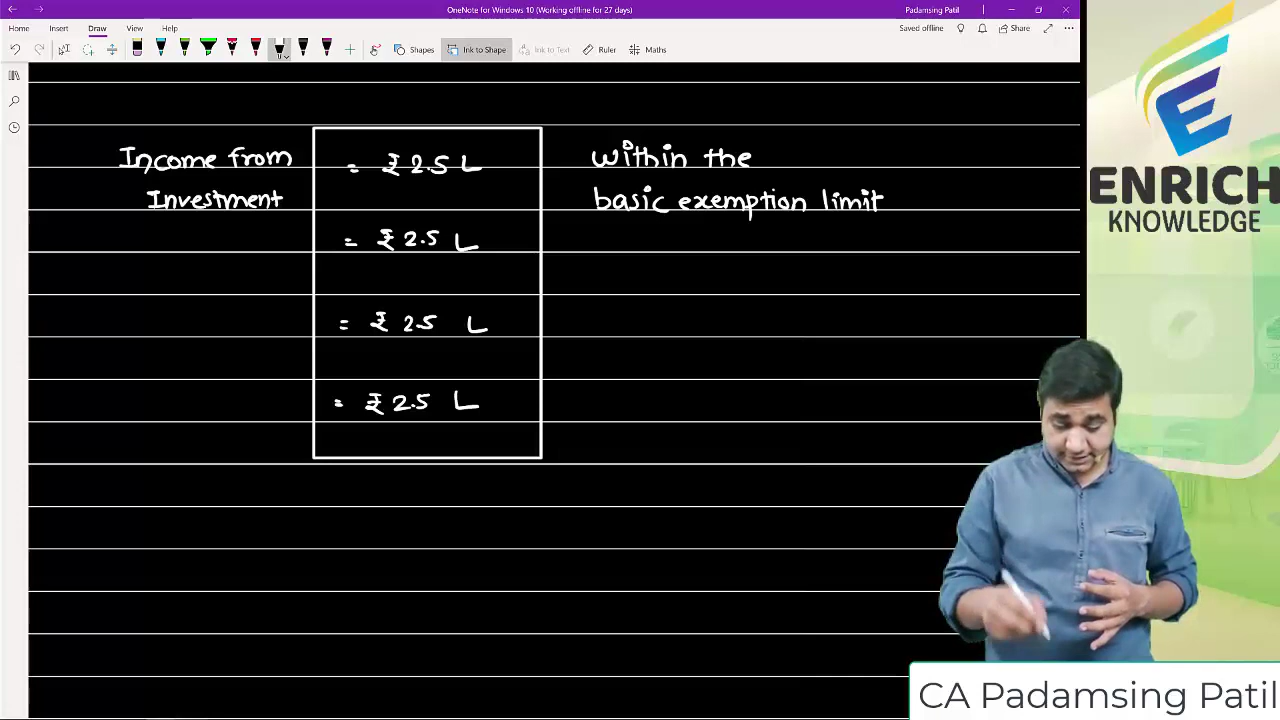 OneNote for Windows 10 (Working offline for 27 days)
Padamsing Patil
Home Insert Draw View Help
Saved offline Share
Shapes Ink to Shape Ink to Text Ruler Maths
Income from = ₹ 2.5 L within the
Investment basic exemption limit
= ₹ 2.5 L
= ₹ 2.5 L
= ₹ 2.5 L
ENRICH
KNOWLEDGE
CA Padamsing Patil